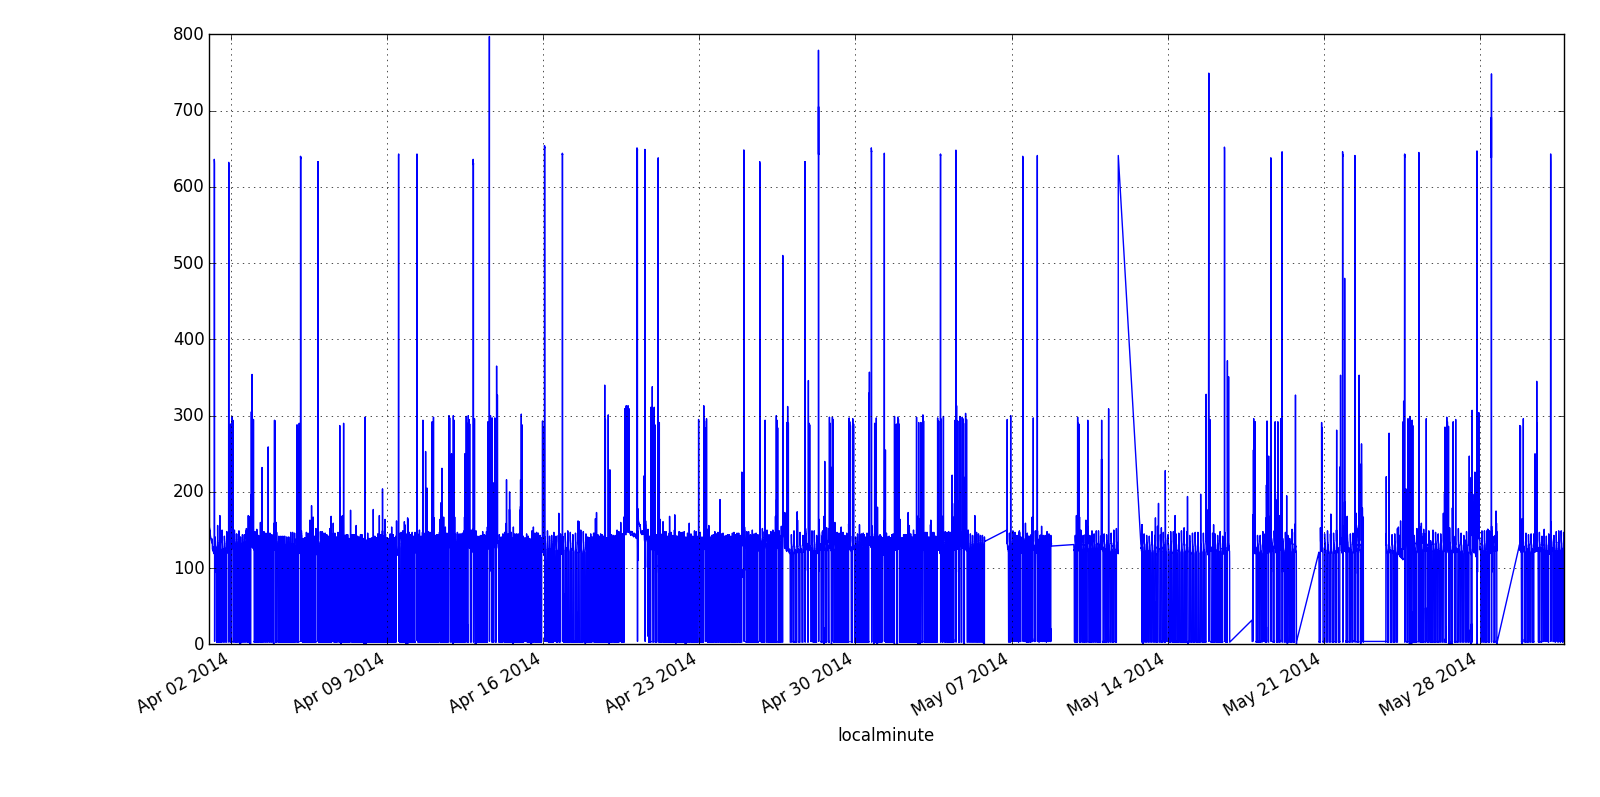 800
700
600
500
400
300
200
100
0
Apr 02 2014
Apr 09 2014
Apr 16 2014
Apr 23 2014
Apr 30 2014
May 07 2014
May 14 2014
May 21 2014
May 28 2014
localminute